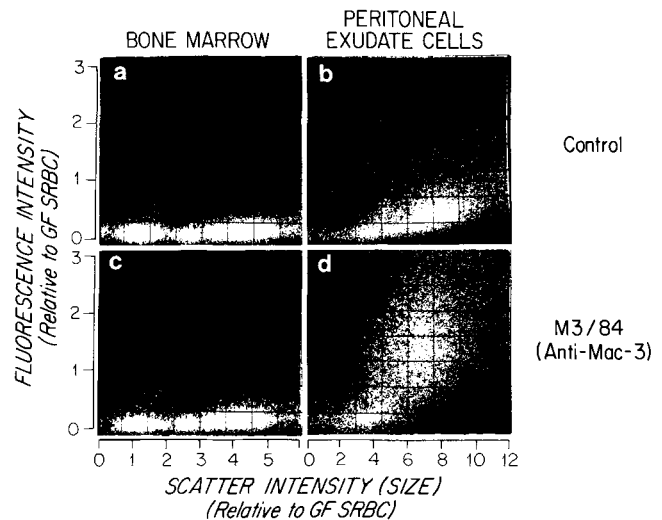 BONE MARROW
PERITONEAL
EXUDATE CELLS
a
b
c
d
Control
M3/84
(Anti-Mac-3)
FLUORESCENCE INTENSITY
(Relative to GF SRBC)
3
2
1
0
3
2
1
0
0 1 2 3 4 5
0 2 4 6 8 10 12
SCATTER INTENSITY (SIZE)
(Relative to GF SRBC)